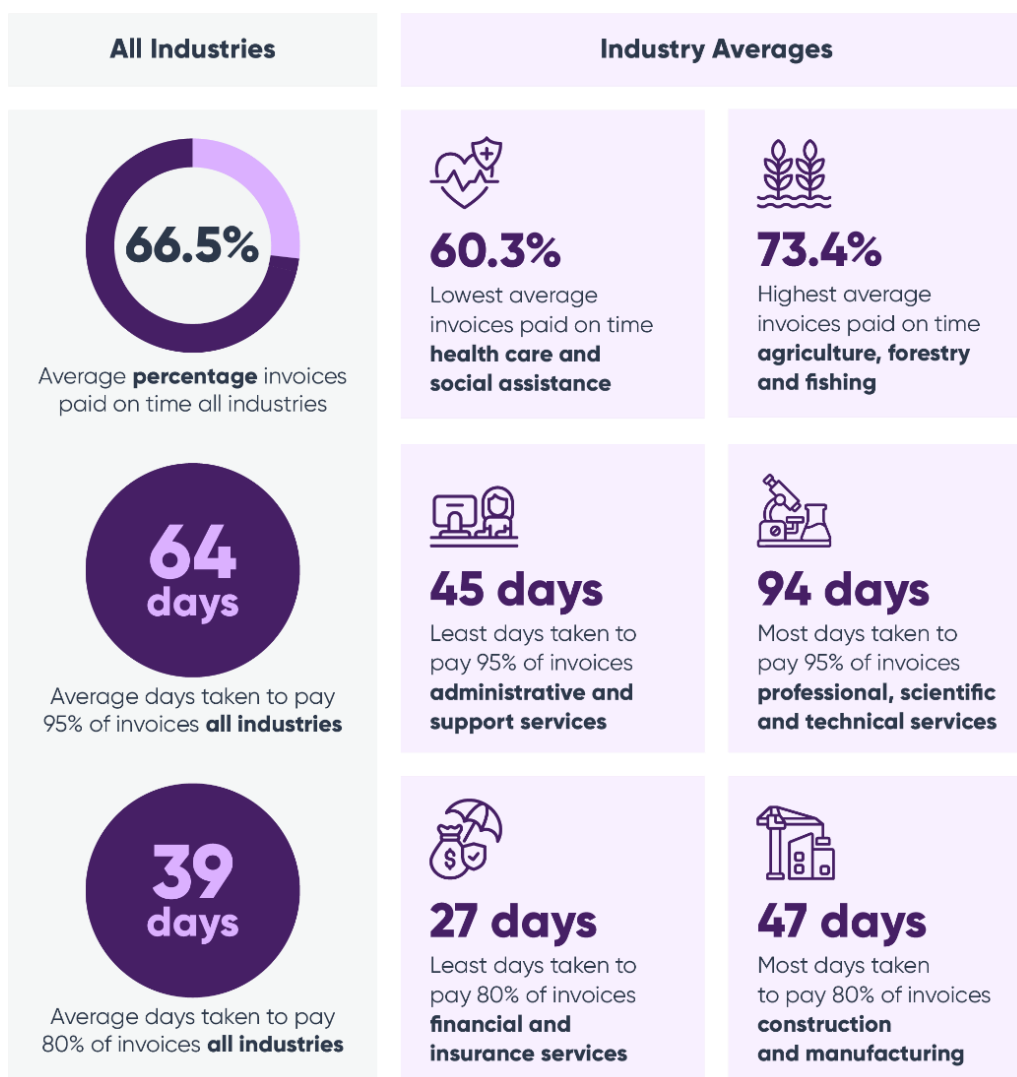 All Industries
Industry Averages
66.5%
Average percentage invoices
paid on time all industries
60.3%
Lowest average
invoices paid on time
health care and
social assistance
73.4%
Highest average
invoices paid on time
agriculture, forestry
and fishing
64
days
Average days taken to pay
95% of invoices all industries
45 days
Least days taken to
pay 95% of invoices
administrative and
support services
94 days
Most days taken to
pay 95% of invoices
professional, scientific
and technical services
39
days
Average days taken to pay
80% of invoices all industries
27 days
Least days taken to
pay 80% of invoices
financial and
insurance services
47 days
Most days taken
to pay 80% of invoices
construction
and manufacturing